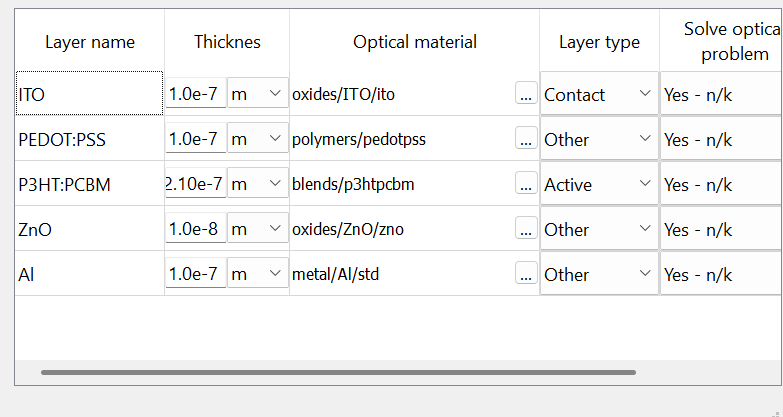 Layer name Thicknes Optical material Layer type Solve optica
problem
ITO 1.0e-7 m oxides/ITO/ito ... Contact Yes - n/k
PEDOT:PSS 1.0e-7 m polymers/pedotpss ... Other Yes - n/k
P3HT:PCBM 2.10e-7 m blends/p3htpcbm ... Active Yes - n/k
ZnO 1.0e-8 m oxides/ZnO/zno ... Other Yes - n/k
Al 1.0e-7 m metal/Al/std ... Other Yes - n/k